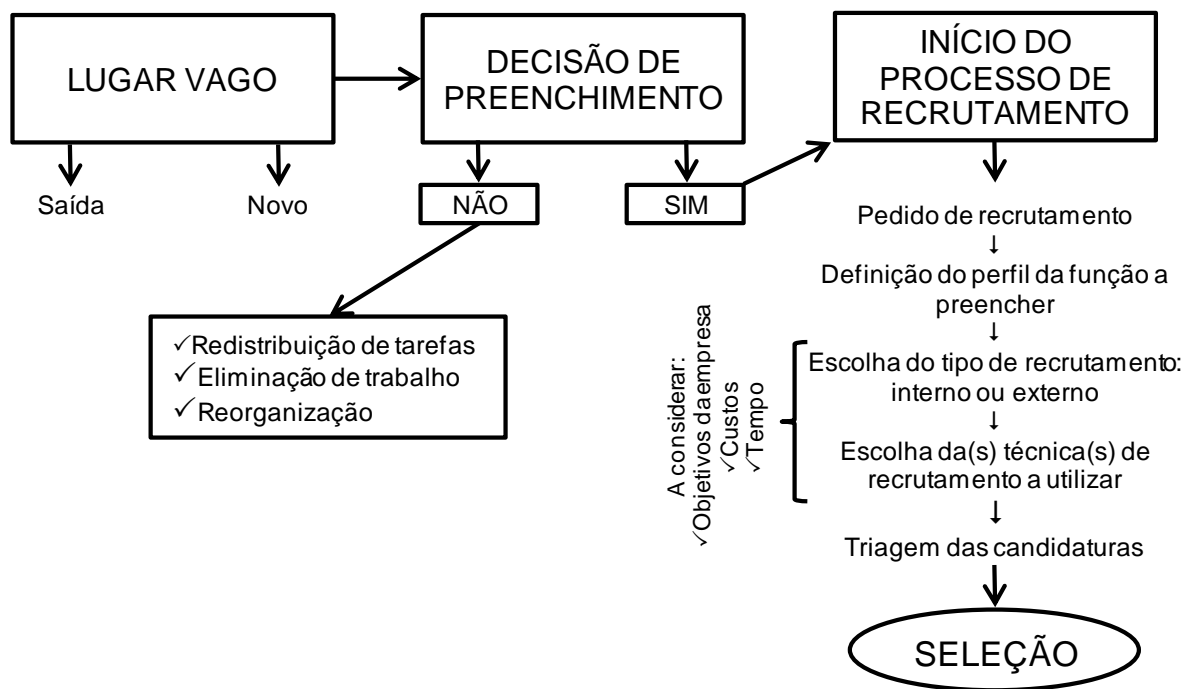 LUGAR VAGO
Saída
Novo
DECISÃO DE
PREENCHIMENTO
NÃO
SIM
✓Redistribuição de tarefas
✓Eliminação de trabalho
✓Reorganização
INÍCIO DO
PROCESSO DE
RECRUTAMENTO
Pedido de recrutamento
↓
Definição do perfil da função a
preencher
↓
A considerar:
✓Objetivos daempresa
✓Custos
✓Tempo
Escolha do tipo de recrutamento:
interno ou externo
↓
Escolha da(s) técnica(s) de
recrutamento a utilizar
↓
Triagem das candidaturas
SELEÇÃO